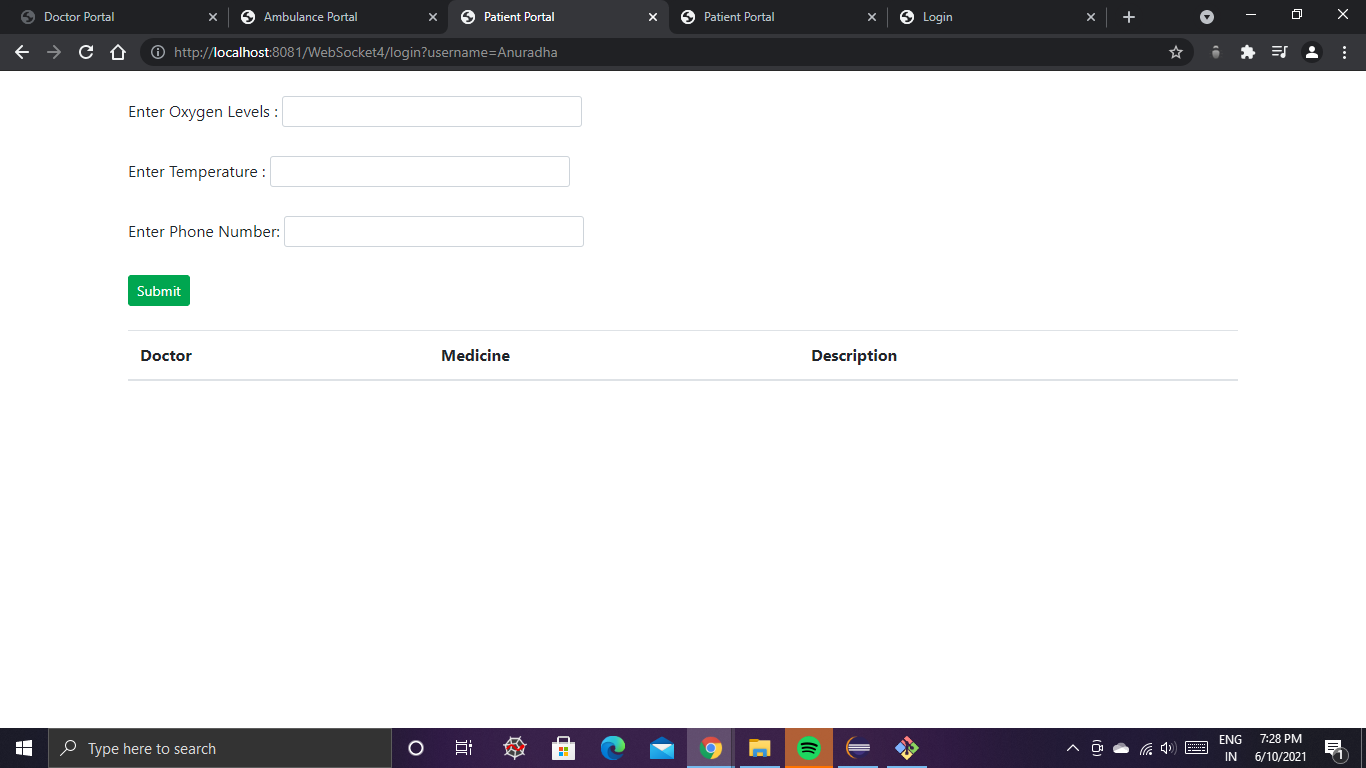 Doctor Portal Ambulance Portal Patient Portal Patient Portal Login
http://localhost:8081/WebSocket4/login?username=Anuradha
Enter Oxygen Levels :
Enter Temperature :
Enter Phone Number:
Submit
Doctor Medicine Description
Type here to search
ENG
IN
7:28 PM
6/10/2021
1